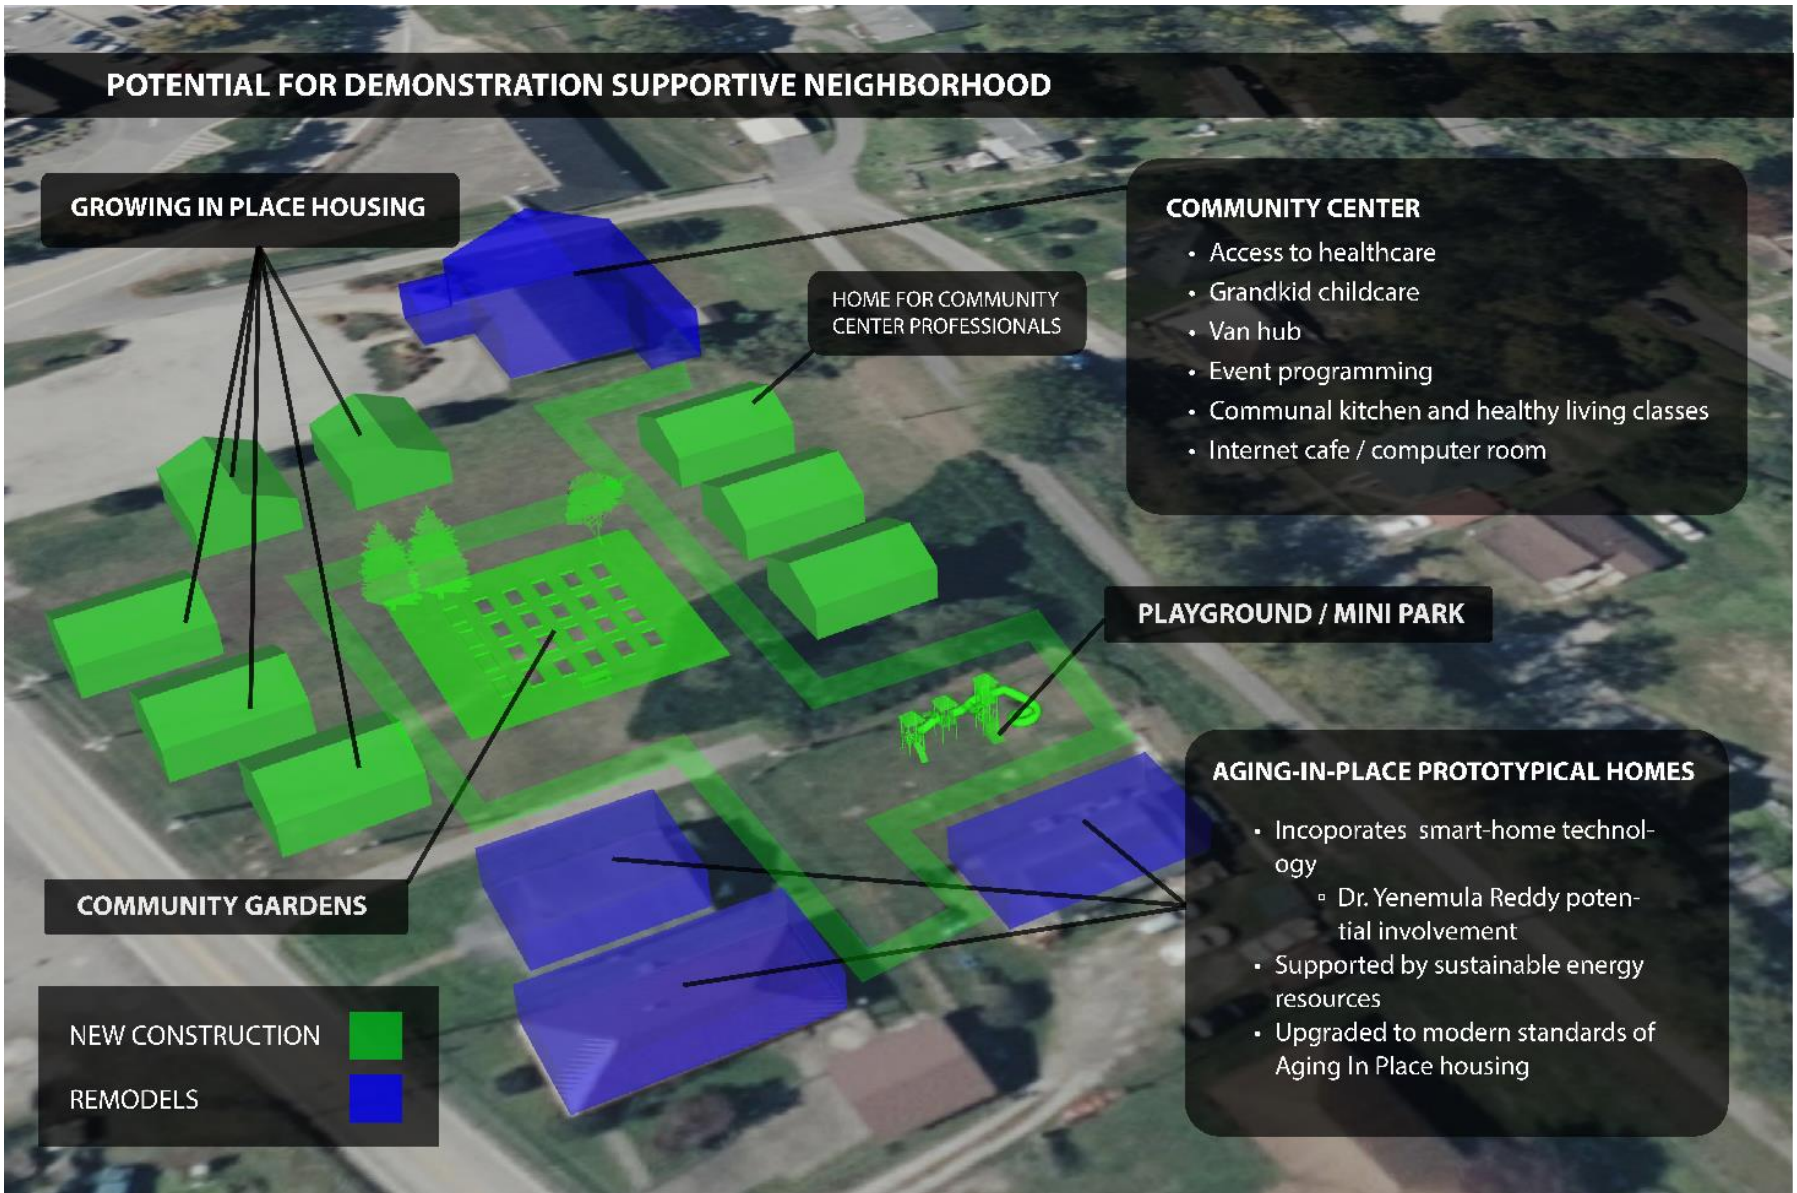 POTENTIAL FOR DEMONSTRATION SUPPORTIVE NEIGHBORHOOD
GROWING IN PLACE HOUSING
HOME FOR COMMUNITY
CENTER PROFESSIONALS
COMMUNITY CENTER
• Access to healthcare
• Grandkid childcare
• Van hub
• Event programming
• Communal kitchen and healthy living classes
• Internet cafe / computer room
PLAYGROUND / MINI PARK
AGING-IN-PLACE PROTOTYPICAL HOMES
• Incoporates smart-home technol-
ogy
▫ Dr. Yenemula Reddy poten-
tial involvement
• Supported by sustainable energy
resources
• Upgraded to modern standards of
Aging In Place housing
COMMUNITY GARDENS
NEW CONSTRUCTION
REMODELS